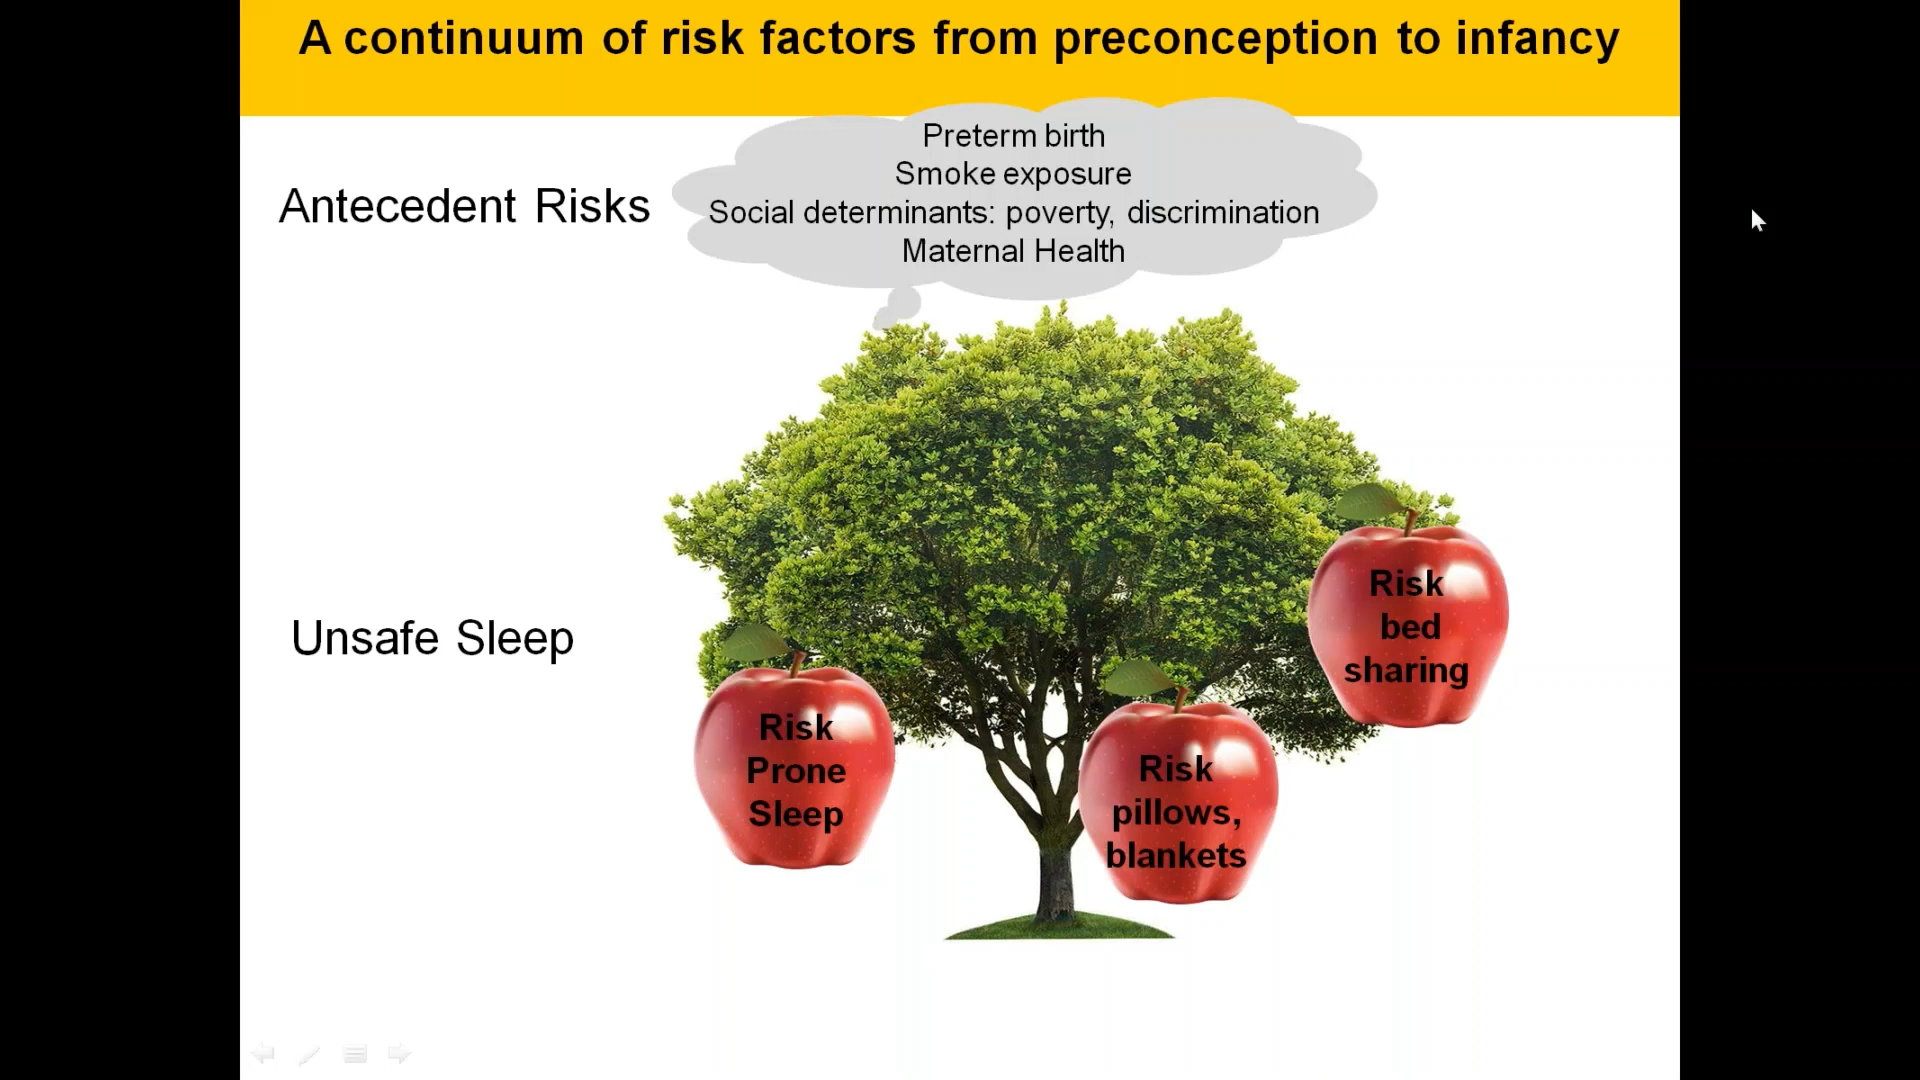 A continuum of risk factors from preconception to infancy
Preterm birth
Smoke exposure
Social determinants: poverty, discrimination
Maternal Health
Antecedent Risks
Unsafe Sleep
Risk
Prone
Sleep
Risk
pillows,
blankets
Risk
bed
sharing